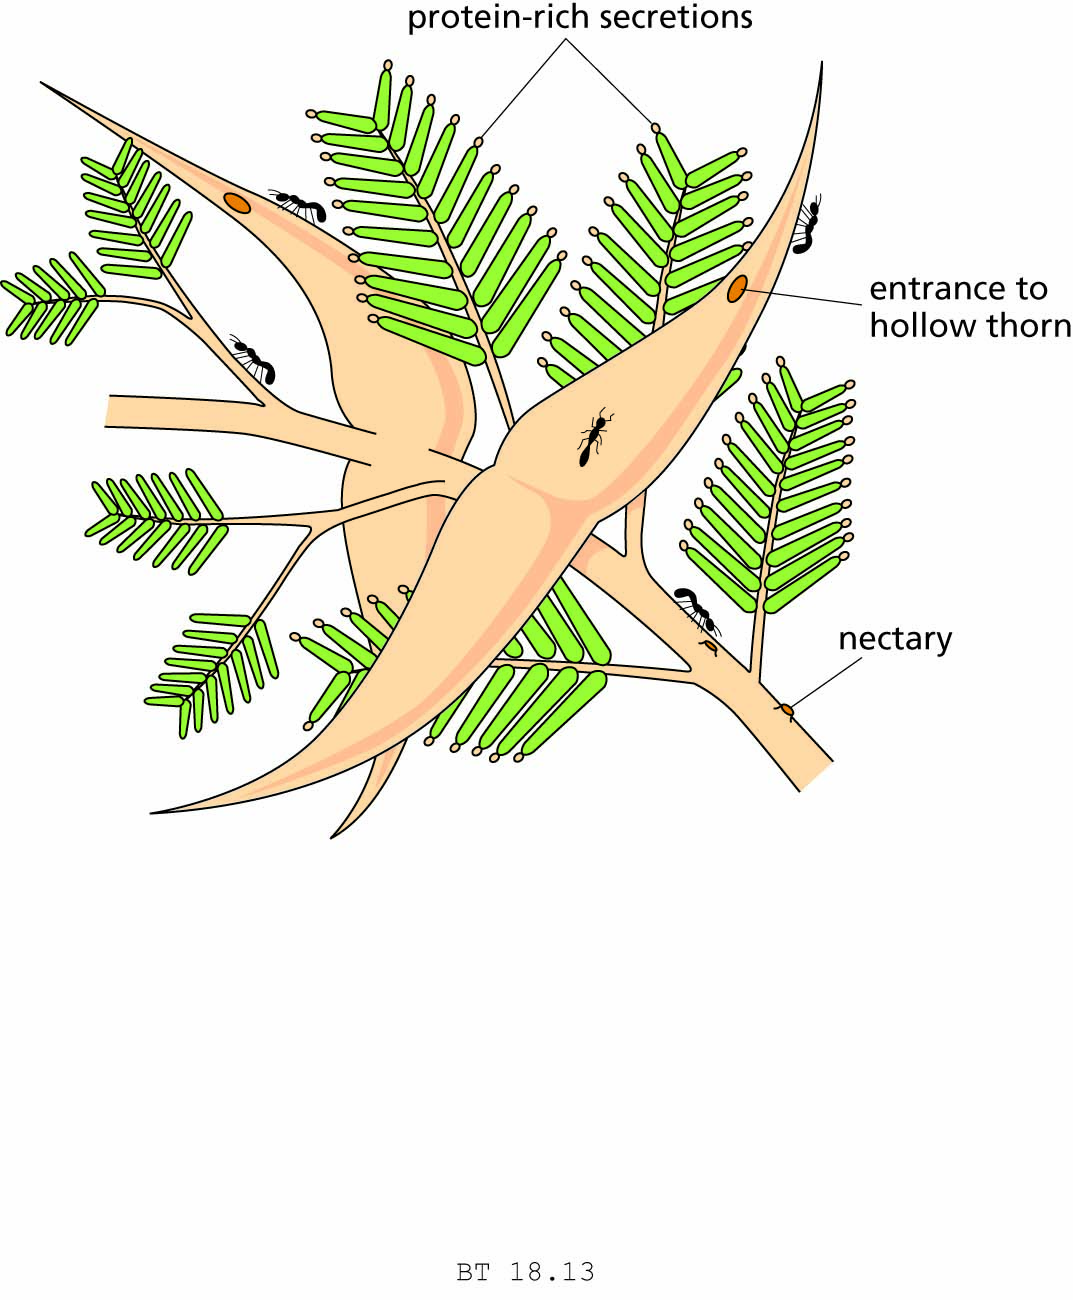 protein-rich secretions
entrance to
hollow thorn
nectary
BT 18.13